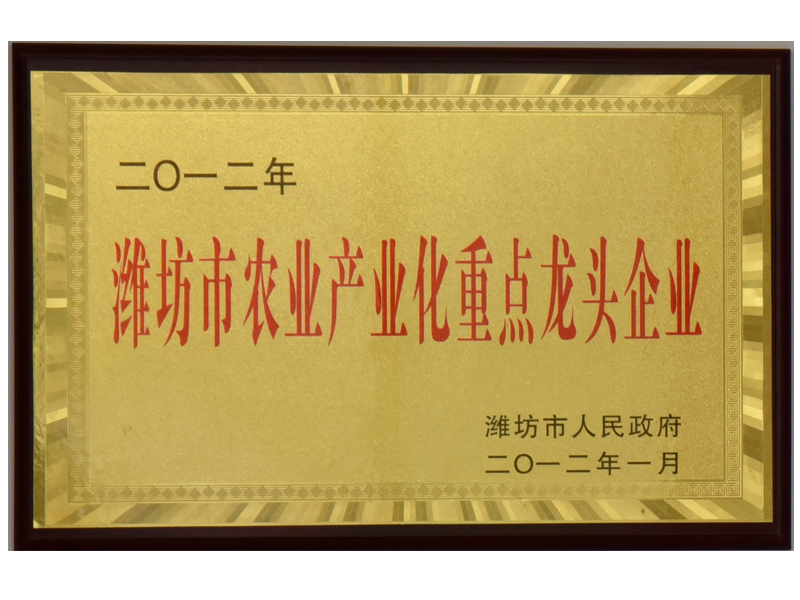 二〇一二年
潍坊市农业产业化重点龙头企业
潍坊市人民政府
二〇一二年一月